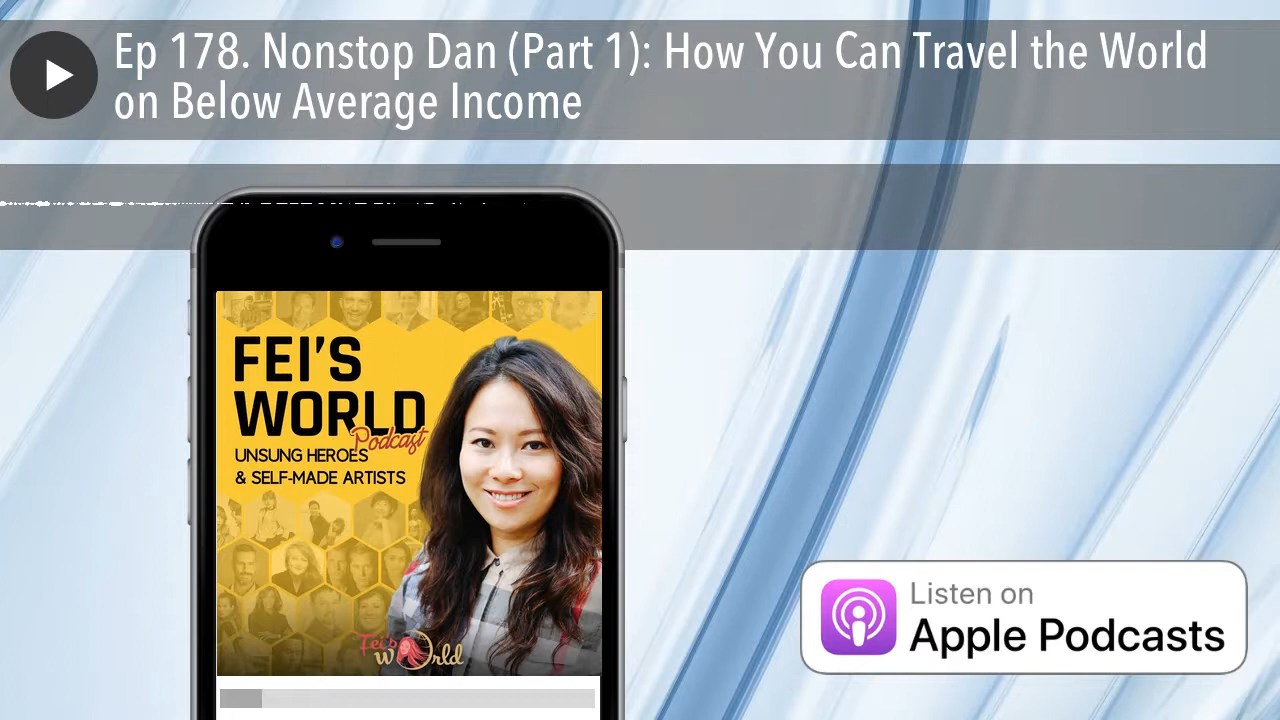 Ep 178. Nonstop Dan (Part 1): How You Can Travel the World
on Below Average Income
FEI'S
WORLD
Podcast
UNSUNG HEROES
& SELF-MADE ARTISTS
Fei's
World
Listen on
Apple Podcasts